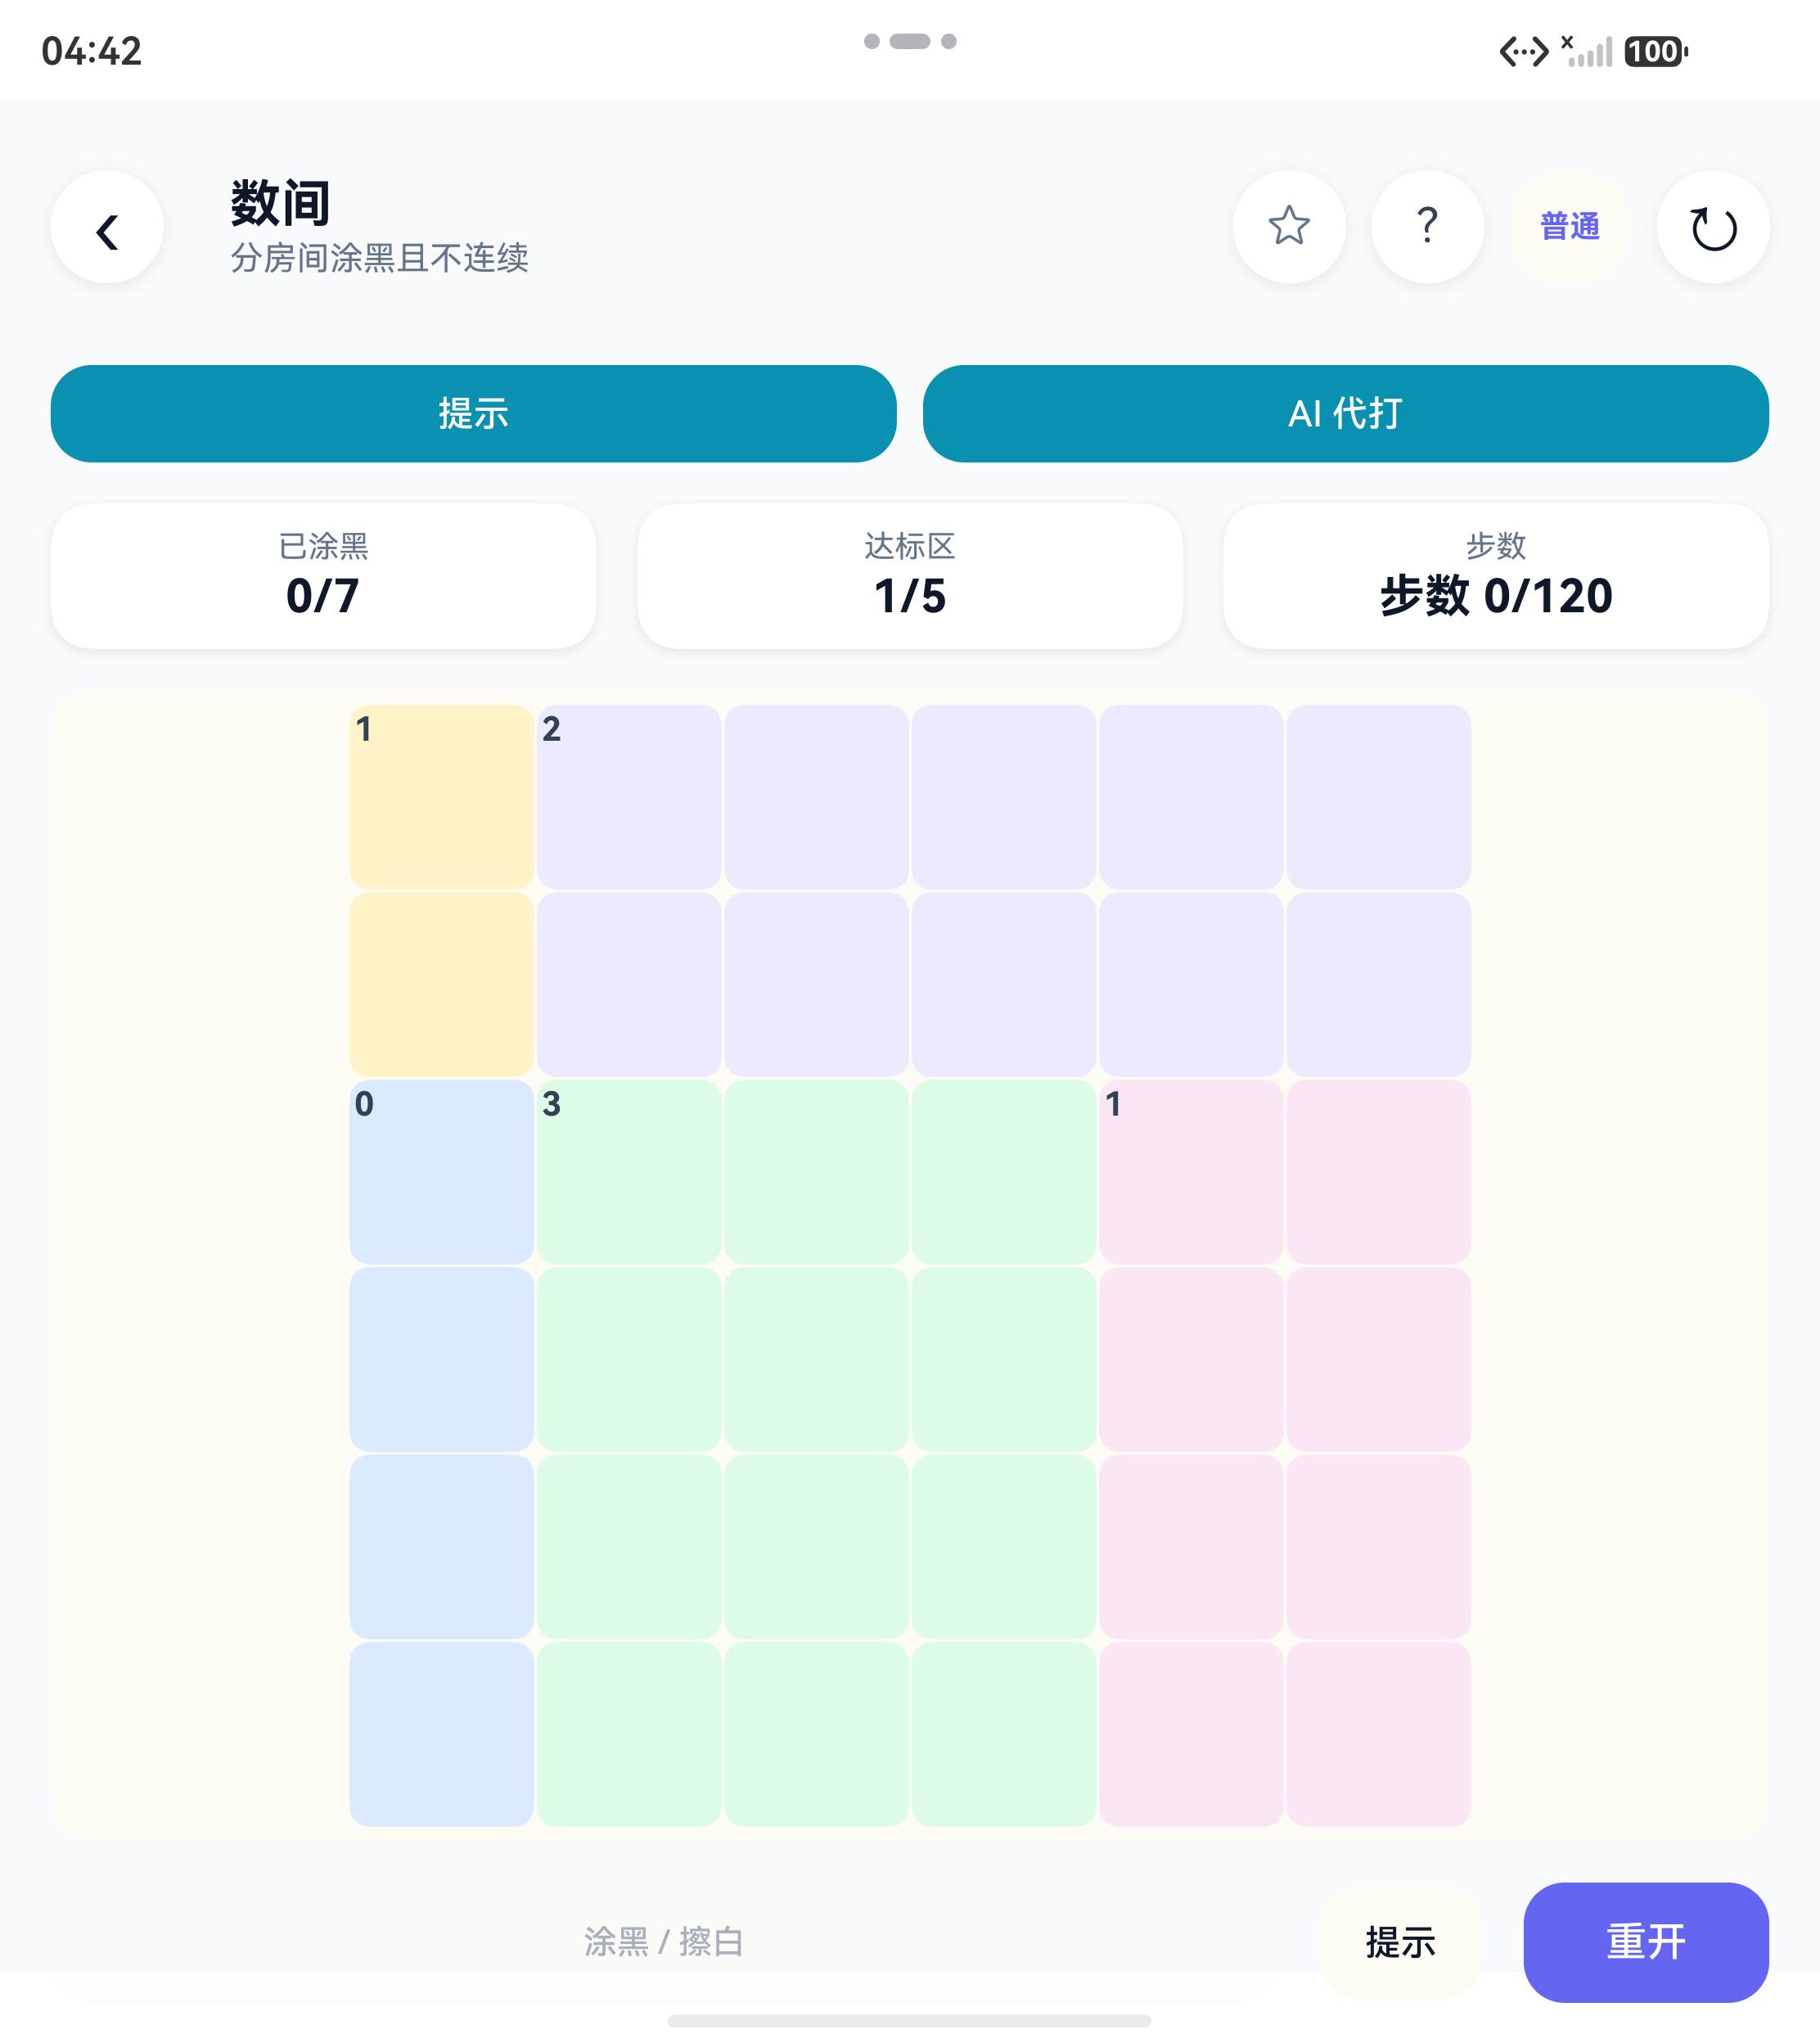 04:42
100
数间
分房间涂黑且不连续
?
普通
提示
AI 代打
已涂黑
0/7
达标区
1/5
步数
步数 0/120
1
2
0
3
1
涂黑 / 擦白
提示
重开